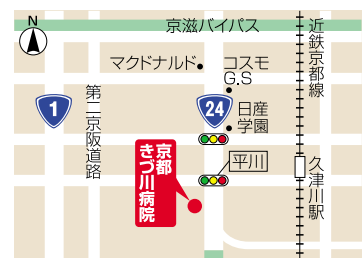 N
京滋バイパス
近鉄京都線
マクドナルド
コスモ
G.S
第二京阪道路
1
24
日産
学園
京都
きづ川病院
平川
久津川駅